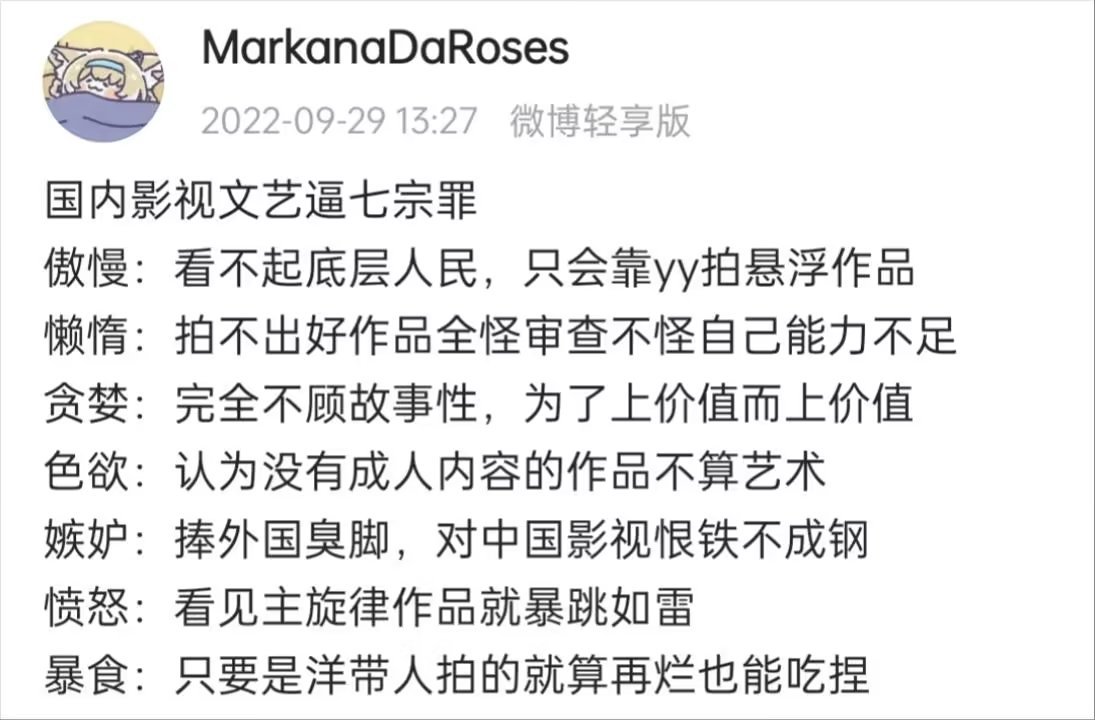 MarkanaDaRoses
2022-09-29 13:27 微博轻享版
国内影视文艺逼七宗罪
傲慢：看不起底层人民，只会靠yy拍悬浮作品
懒惰：拍不出好作品全怪审查不怪自己能力不足
贪婪：完全不顾故事性，为了上价值而上价值
色欲：认为没有成人内容的作品不算艺术
嫉妒：捧外国臭脚，对中国影视恨铁不成钢
愤怒：看见主旋律作品就暴跳如雷
暴食：只要是洋带人拍的就算再烂也能吃捏